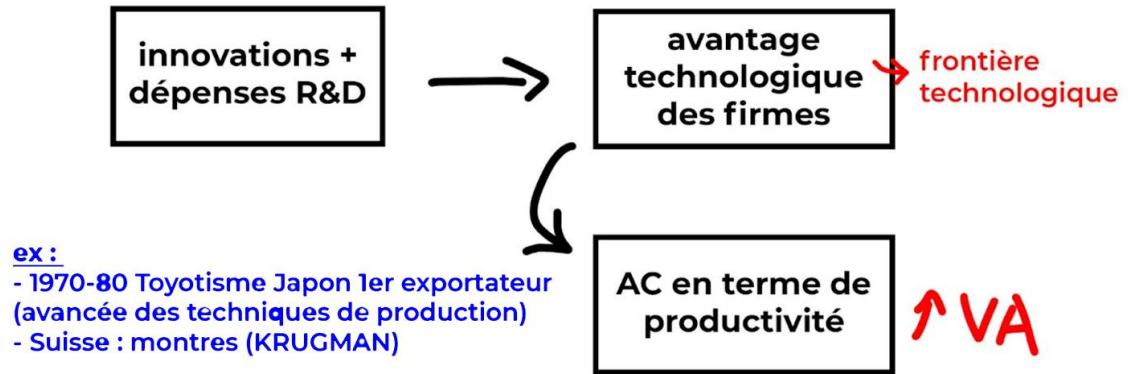 innovations +
dépenses R&D
avantage
technologique
des firmes
frontière
technologique
ex :
- 1970-80 Toyotisme Japon 1er exportateur
(avancée des techniques de production)
- Suisse : montres (KRUGMAN)
AC en terme de
productivité
VA